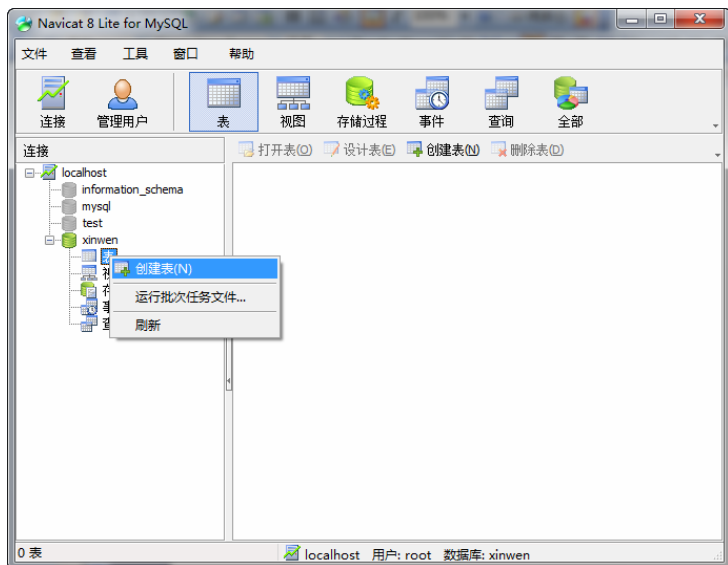 Navicat 8 Lite for MySQL
文件 查看 工具 窗口 帮助
连接 管理用户 表 视图 存储过程 事件 查询 全部
连接
打开表(O) 设计表(E) 创建表(N) 删除表(D)
localhost
information_schema
mysql
test
xinwen
表
创建表(N)
运行批次任务文件...
刷新
0 表
localhost 用户: root 数据库: xinwen